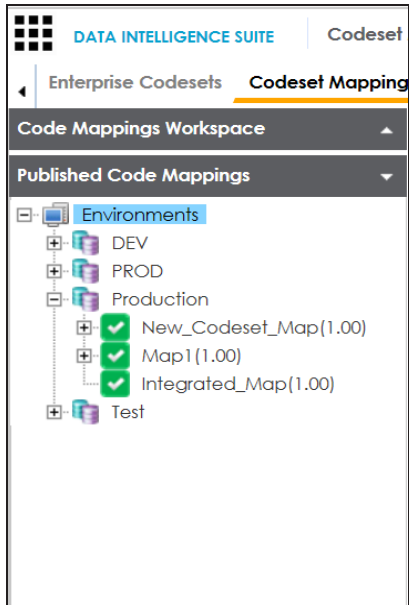 DATA INTELLIGENCE SUITE Codeset
Enterprise Codesets Codeset Mapping
Code Mappings Workspace
Published Code Mappings
Environments
DEV
PROD
Production
New_Codeset_Map(1.00)
Map1(1.00)
Integrated_Map(1.00)
Test